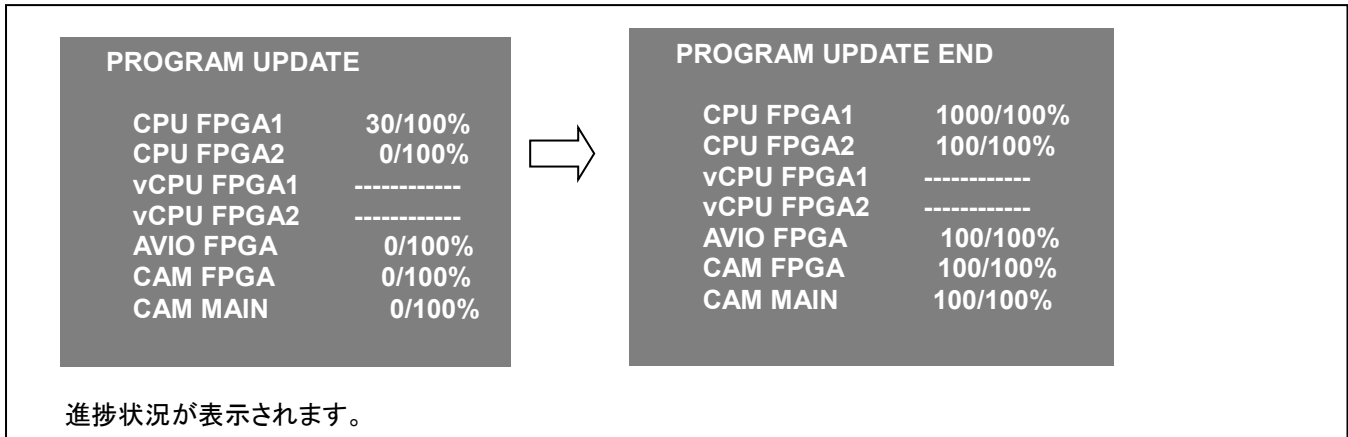 PROGRAM UPDATE
CPU FPGA1 30/100%
CPU FPGA2 0/100%
vCPU FPGA1 ------------
vCPU FPGA2 ------------
AVIO FPGA 0/100%
CAM FPGA 0/100%
CAM MAIN 0/100%
PROGRAM UPDATE END
CPU FPGA1 1000/100%
CPU FPGA2 100/100%
vCPU FPGA1 ------------
vCPU FPGA2 ------------
AVIO FPGA 100/100%
CAM FPGA 100/100%
CAM MAIN 100/100%
進捗状況が表示されます。